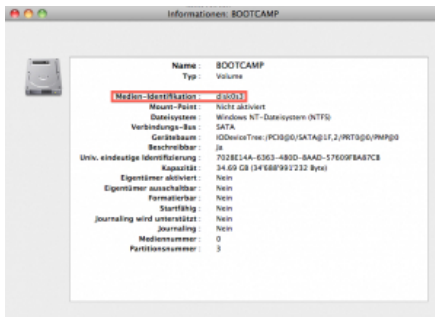 Informationen: BOOTCAMP
Name : BOOTCAMP
Typ : Volume
Medien-Identifikation : disk0s3
Mount-Point : Nicht aktiviert
Dateisystem : Windows NT-Dateisystem (NTFS)
Verbindungs-Bus : SATA
Gerätebaum : IODeviceTree:/PCI0@0/SATA@1F,2/PRT0@0/PMP@0
Beschreibbar : Ja
Univ. eindeutige Identifizierung : 7028E14A-6363-480D-8AAD-57609FBA87CB
Kapazität : 34.69 GB (34'688'991'232 Byte)
Eigentümer aktiviert : Nein
Eigentümer ausschaltbar : Nein
Formatierbar : Nein
Startfähig : Nein
Journaling wird unterstützt : Nein
Journaling : Nein
Mediennummer : 0
Partitionsnummer : 3